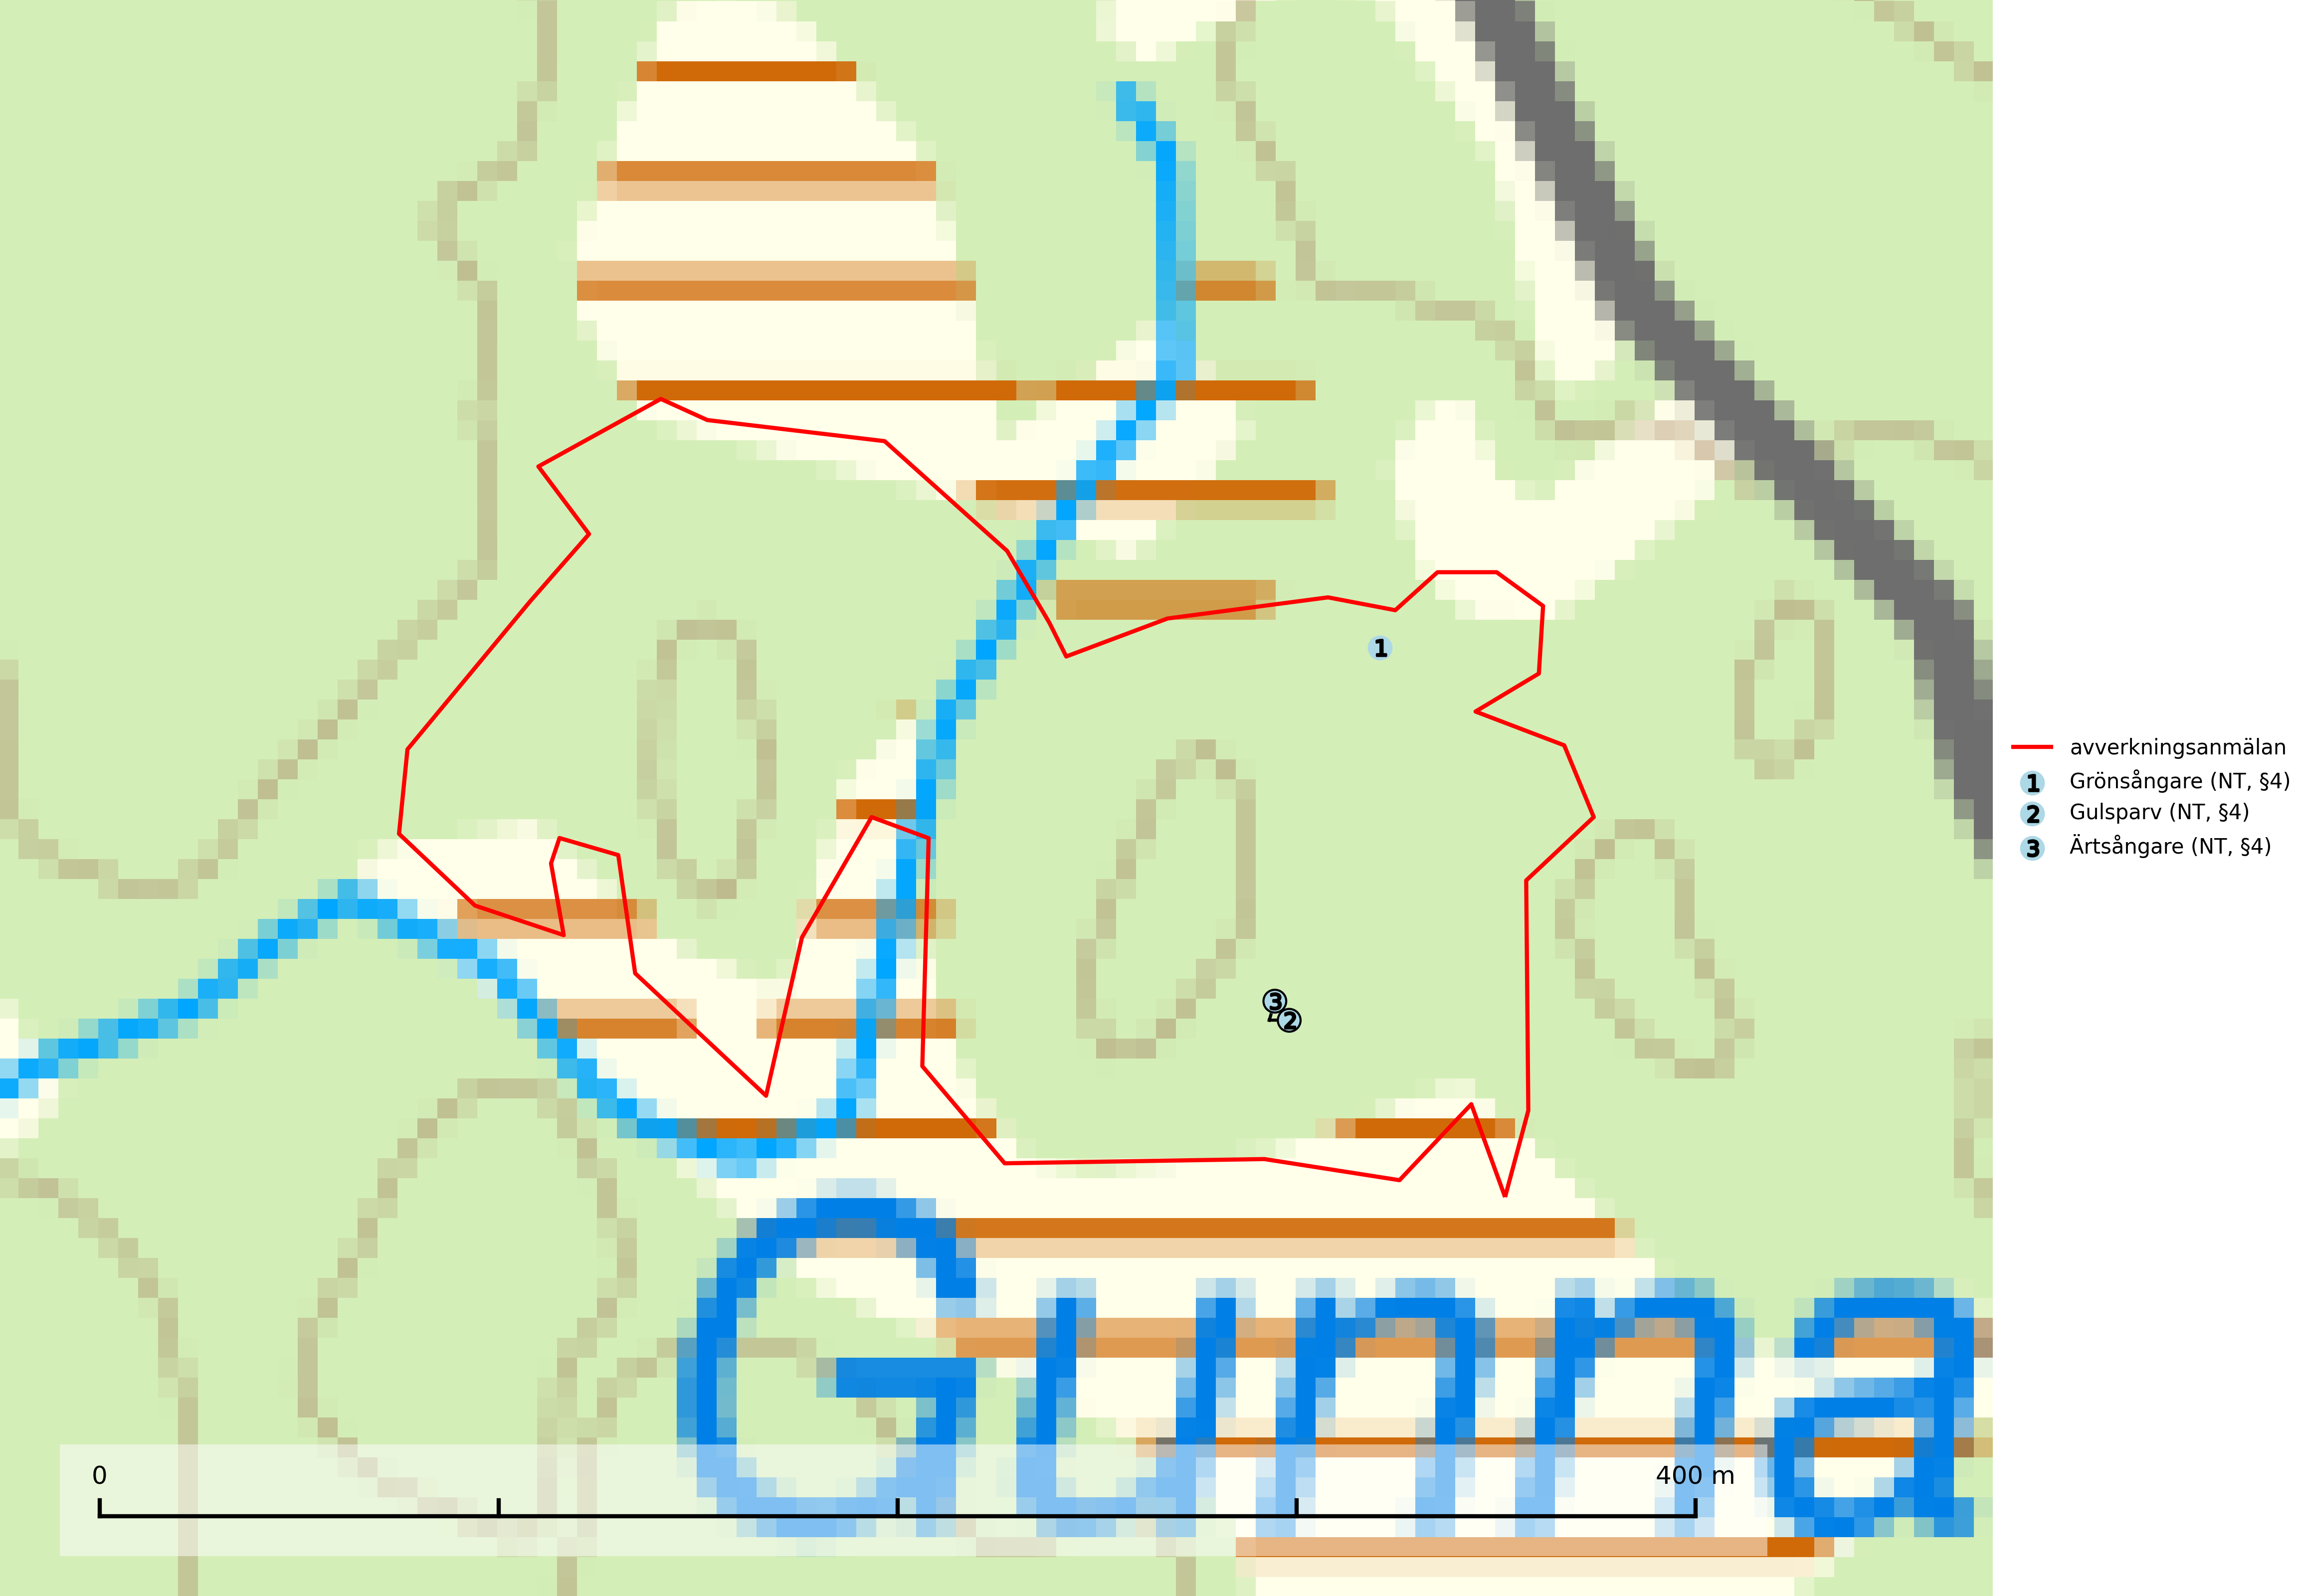 1
3
2
Gunna
0 400 m
avverkningsanmälan
1 Grönsångare (NT, §4)
2 Gulsparv (NT, §4)
3 Ärtsångare (NT, §4)